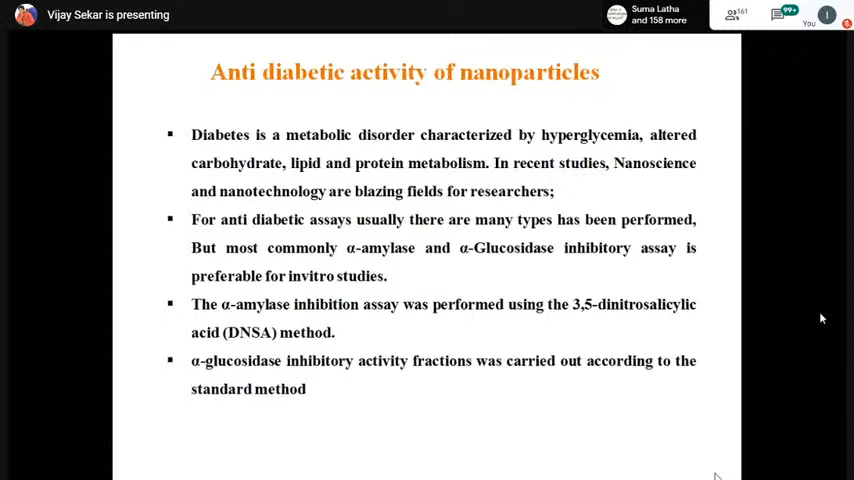 Vijay Sekar is presenting
Suma Latha
and 158 more
161
99+
You
I
Anti diabetic activity of nanoparticles
▪ Diabetes is a metabolic disorder characterized by hyperglycemia, altered
carbohydrate, lipid and protein metabolism. In recent studies, Nanoscience
and nanotechnology are blazing fields for researchers;
▪ For anti diabetic assays usually there are many types has been performed,
But most commonly α-amylase and α-Glucosidase inhibitory assay is
preferable for invitro studies.
▪ The α-amylase inhibition assay was performed using the 3,5-dinitrosalicylic
acid (DNSA) method.
▪ α-glucosidase inhibitory activity fractions was carried out according to the
standard method